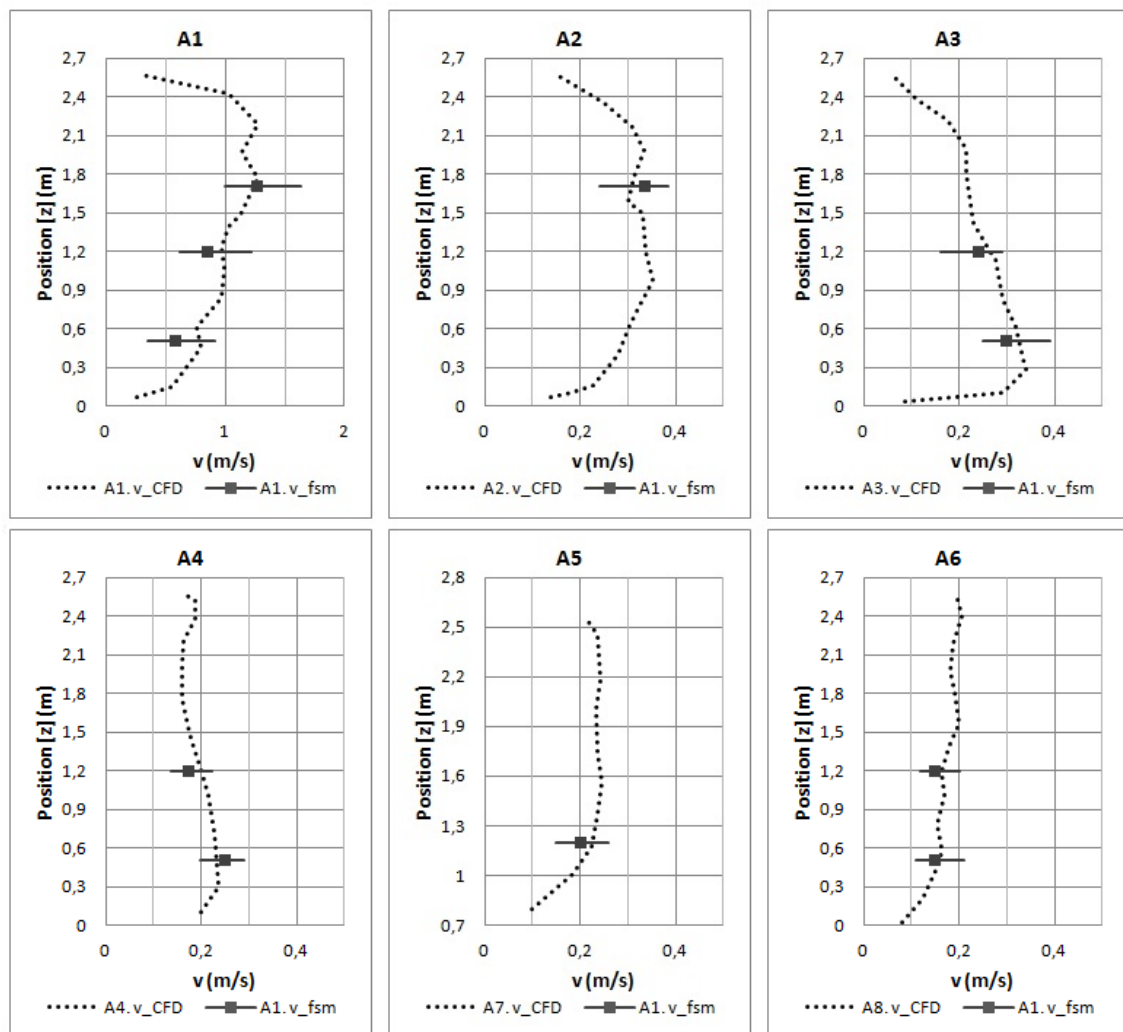 A1
2,7
2,4
2,1
1,8
1,5
1,2
0,9
0,6
0,3
0
Position [z] (m)
0 1 2
v (m/s)
A1. v_CFD A1. v_fsm
A2
2,7
2,4
2,1
1,8
1,5
1,2
0,9
0,6
0,3
0
Position [z] (m)
0 0,2 0,4
v (m/s)
A2. v_CFD A1. v_fsm
A3
2,7
2,4
2,1
1,8
1,5
1,2
0,9
0,6
0,3
0
Position [z] (m)
0 0,2 0,4
v (m/s)
A3. v_CFD A1. v_fsm
A4
2,7
2,4
2,1
1,8
1,5
1,2
0,9
0,6
0,3
0
Position [z] (m)
0 0,2 0,4
v (m/s)
A4. v_CFD A1. v_fsm
A5
2,8
2,5
2,2
1,9
1,6
1,3
1
0,7
Position [z] (m)
0 0,2 0,4
v (m/s)
A7. v_CFD A1. v_fsm
A6
2,7
2,4
2,1
1,8
1,5
1,2
0,9
0,6
0,3
0
Position [z] (m)
0 0,2 0,4
v (m/s)
A8. v_CFD A1. v_fsm